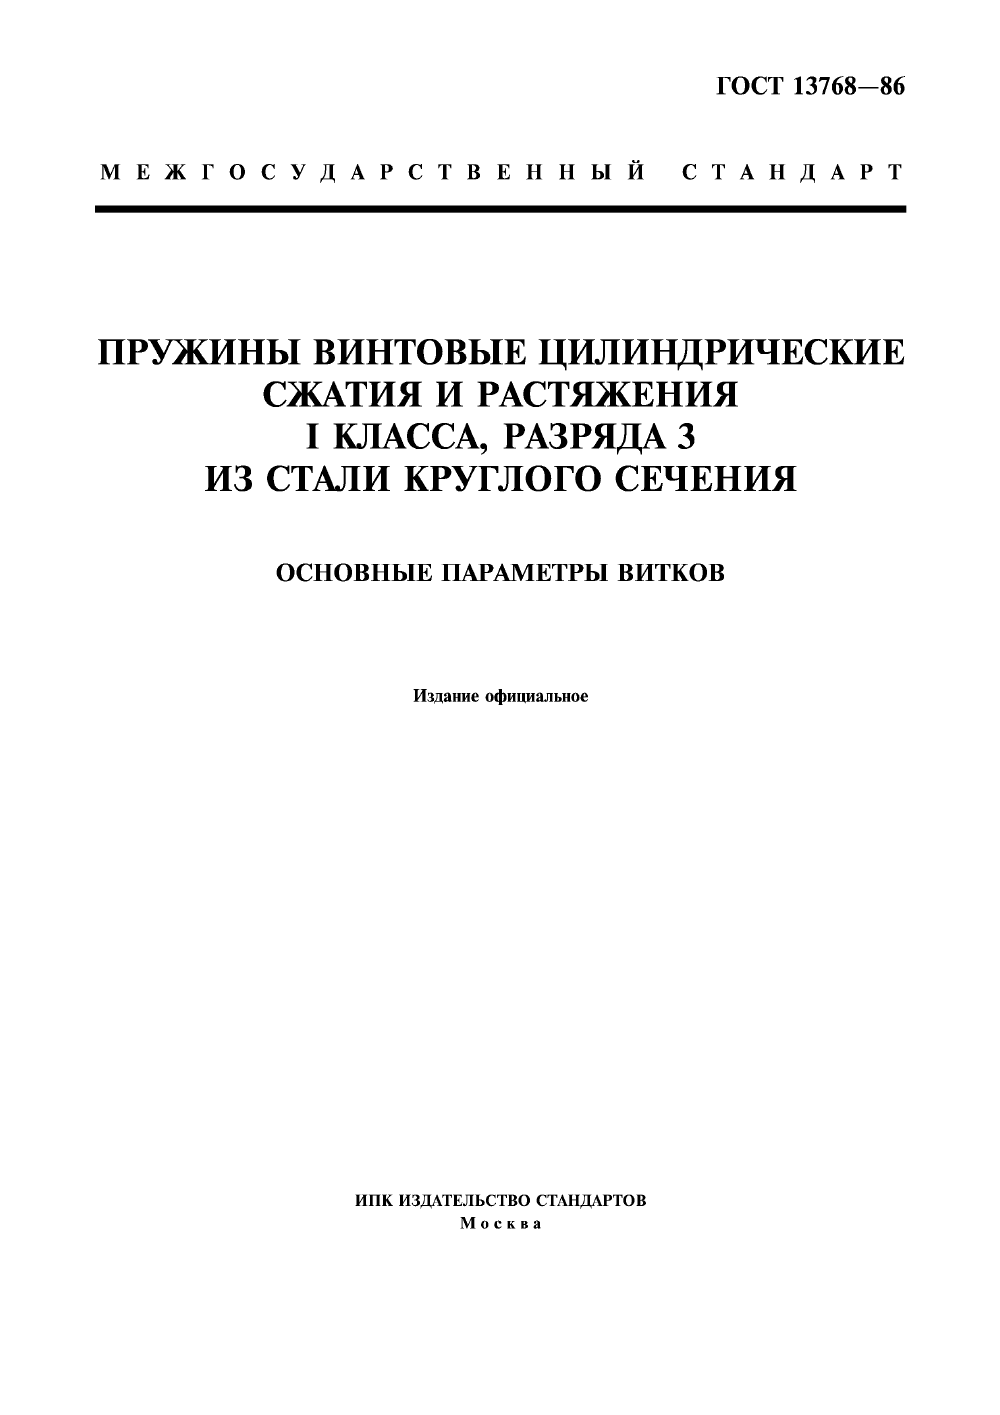 ГОСТ 13768—86
МЕЖГОСУДАРСТВЕННЫЙ СТАНДАРТ
ПРУЖИНЫ ВИНТОВЫЕ ЦИЛИНДРИЧЕСКИЕ
СЖАТИЯ И РАСТЯЖЕНИЯ
I КЛАССА, РАЗРЯДА 3
ИЗ СТАЛИ КРУГЛОГО СЕЧЕНИЯ
ОСНОВНЫЕ ПАРАМЕТРЫ ВИТКОВ
Издание официальное
ИПК ИЗДАТЕЛЬСТВО СТАНДАРТОВ
Москва